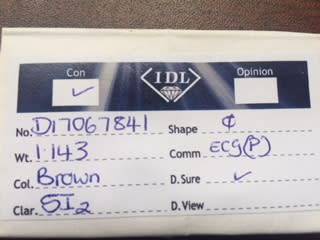 Con ✓ IDL Opinion
No. D17067841 Shape ¢
Wt. 1.143 Comm ECG(P)
Col. Brown D.Sure ✓
Clar. SI2 D.View